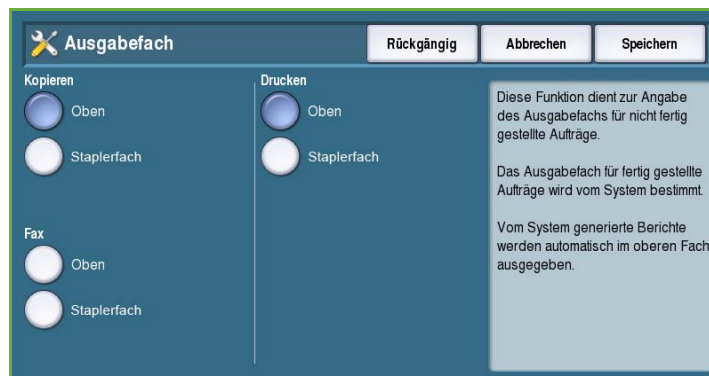 Ausgabefach
Rückgängig
Abbrechen
Speichern
Kopieren
Oben
Staplerfach
Fax
Oben
Staplerfach
Drucken
Oben
Staplerfach
Diese Funktion dient zur Angabe
des Ausgabefachs für nicht fertig
gestellte Aufträge.
Das Ausgabefach für fertig gestellte
Aufträge wird vom System bestimmt.
Vom System generierte Berichte
werden automatisch im oberen Fach
ausgegeben.